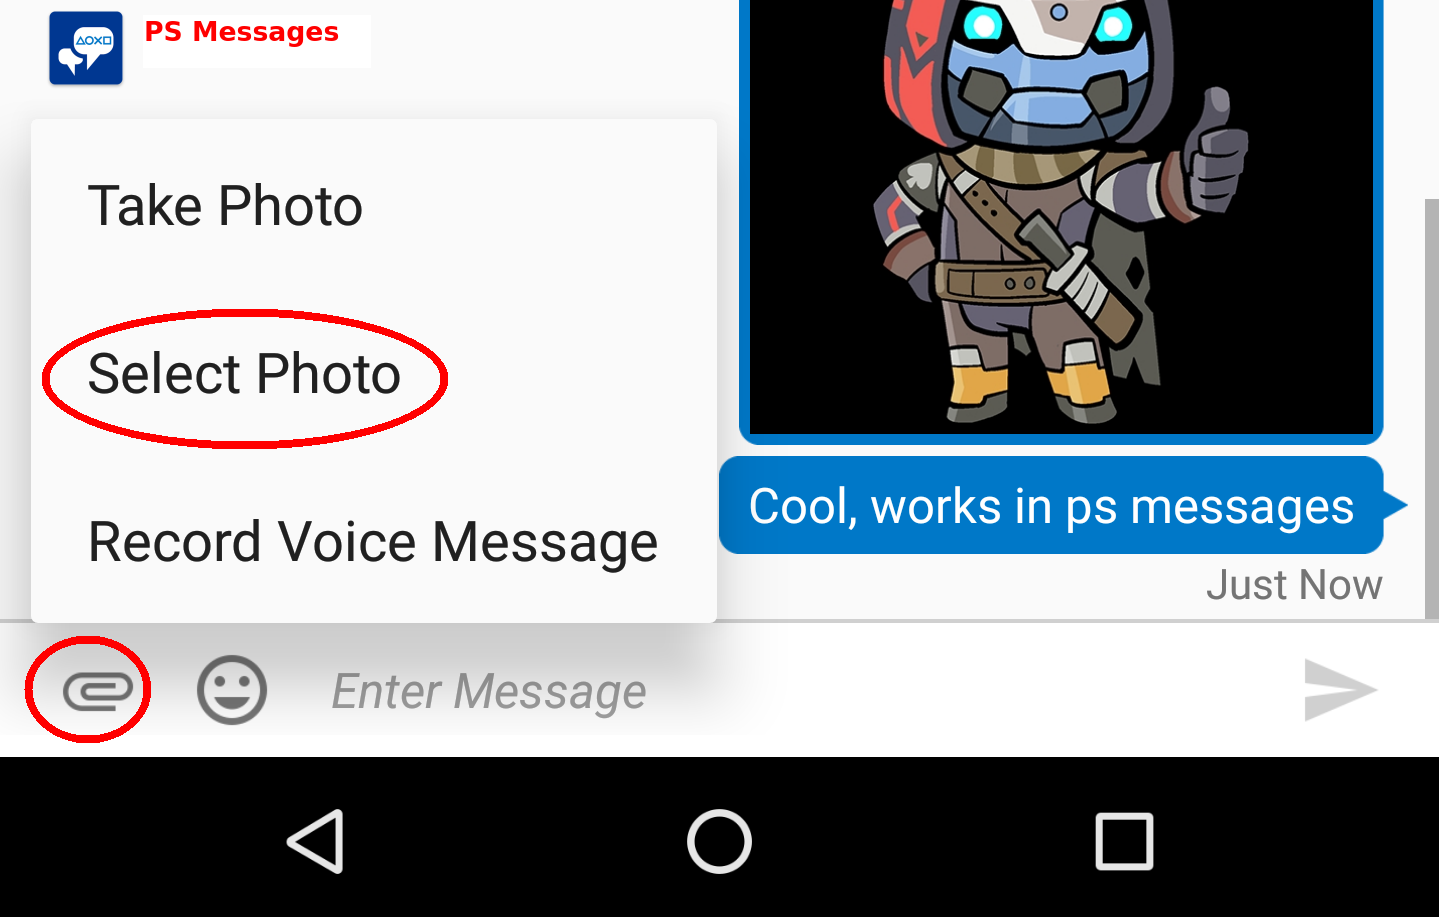 PS Messages
Take Photo
Select Photo
Record Voice Message
Cool, works in ps messages
Just Now
Enter Message